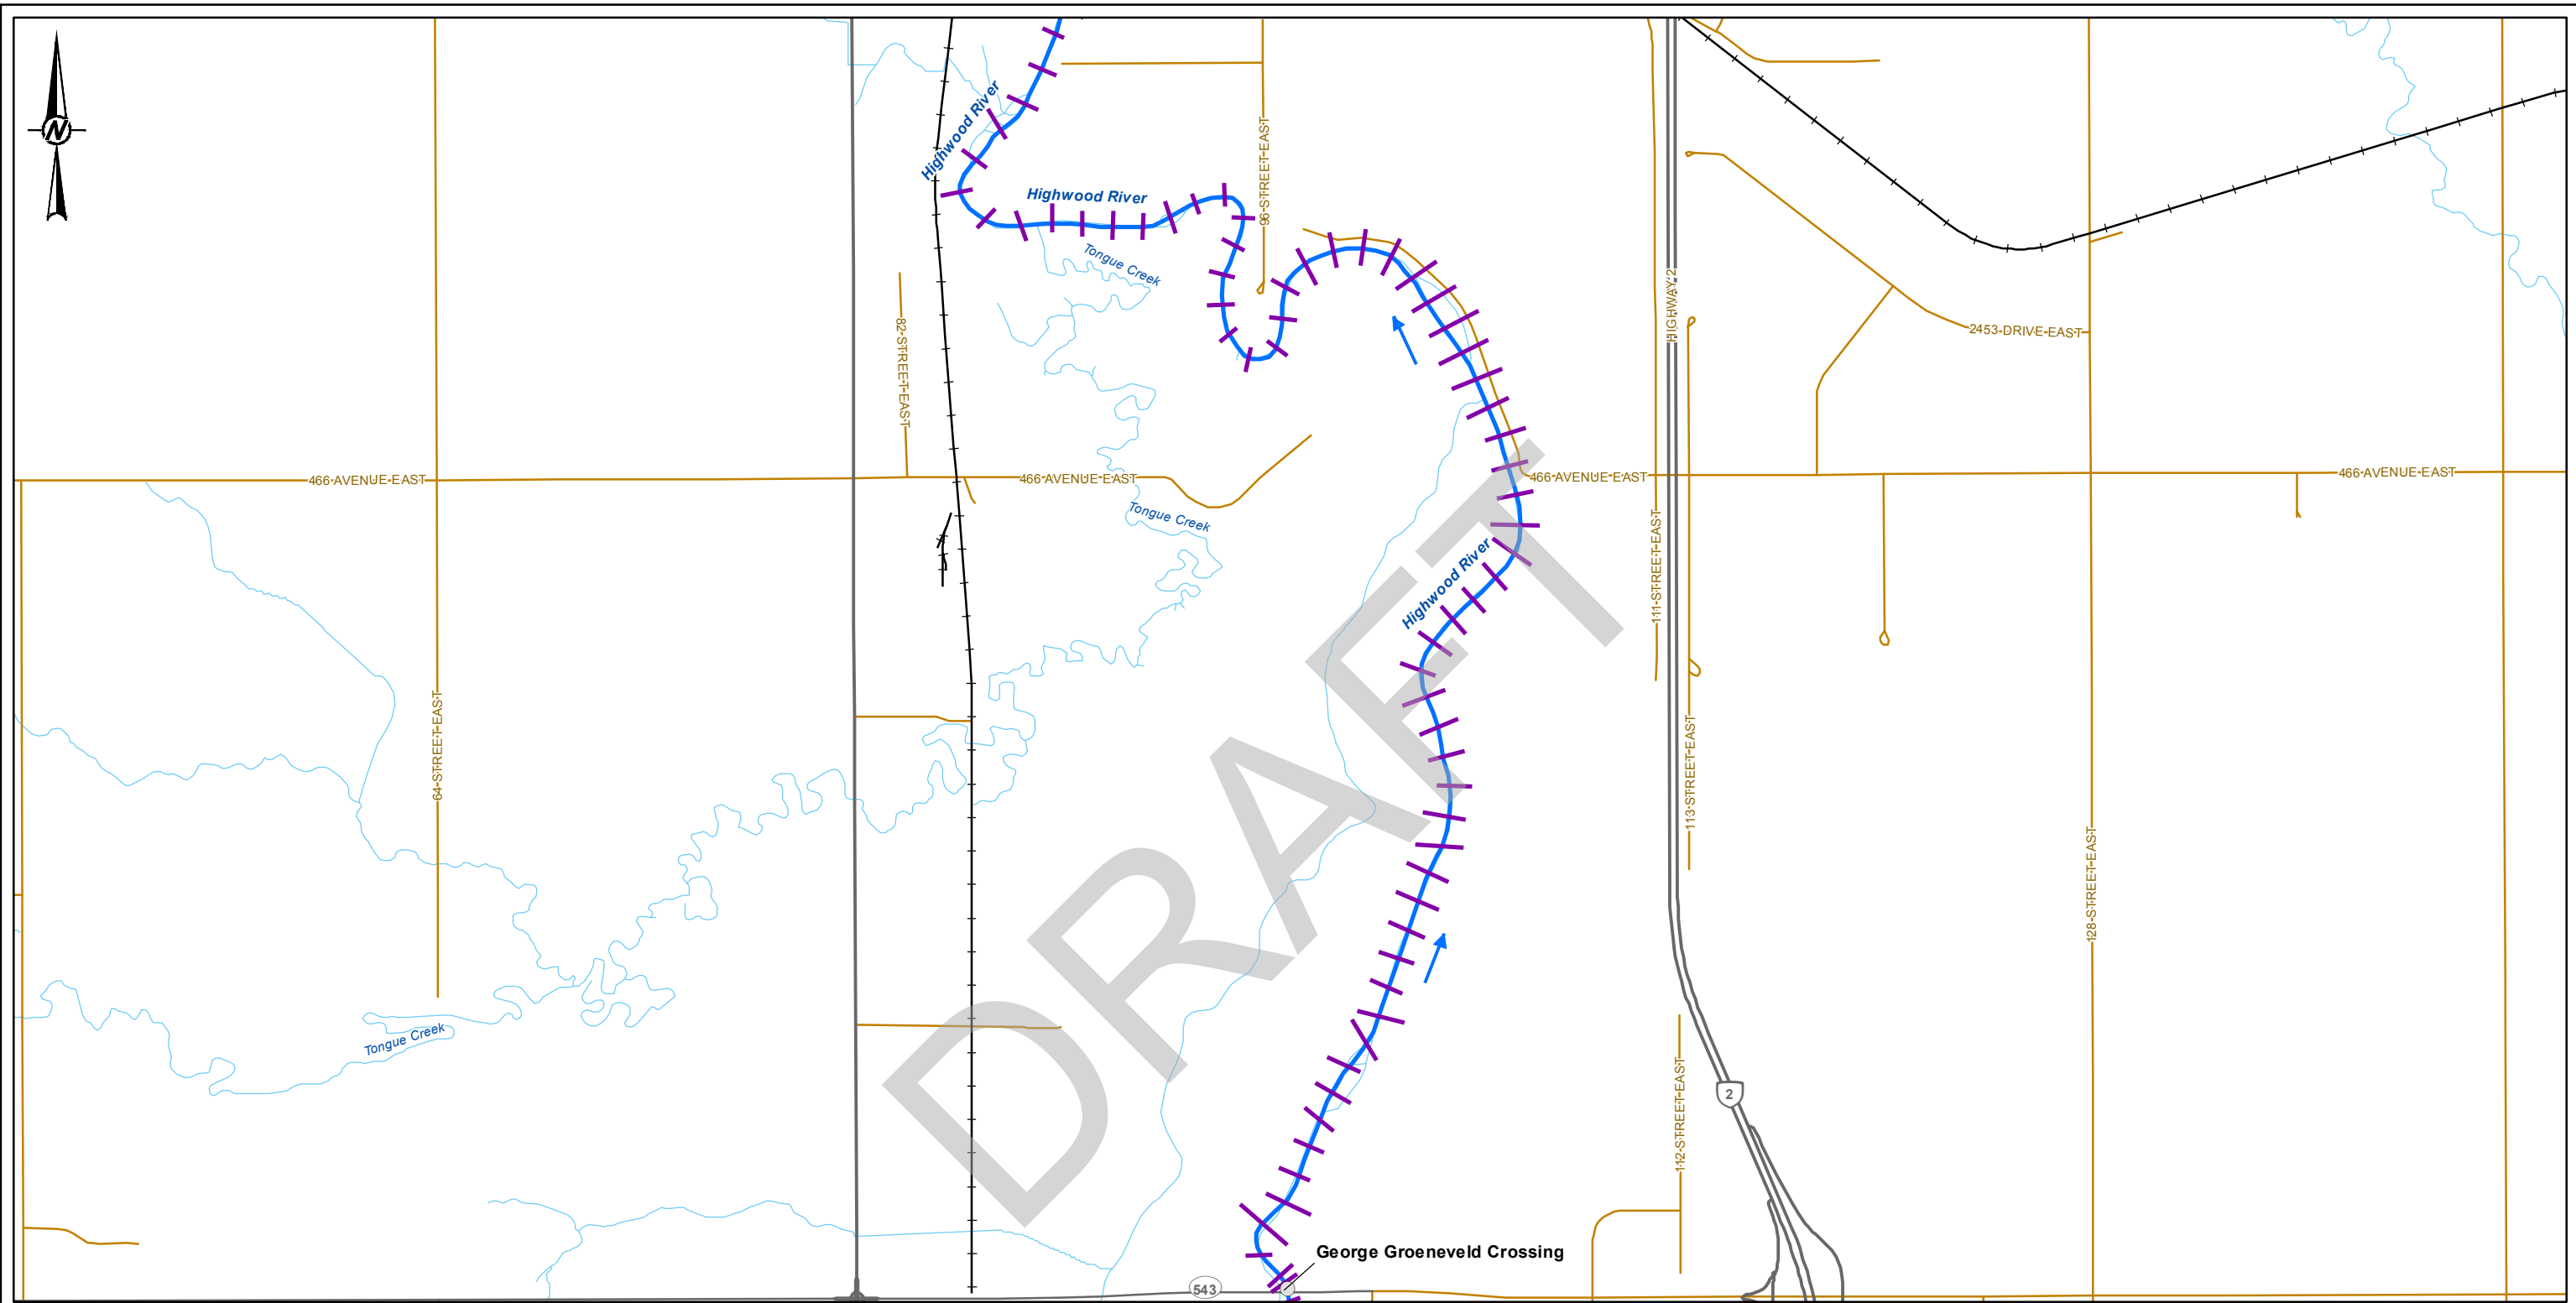 N
Highwood River
Highwood River
96-STREET-EAST
Tongue Creek
82-STREET-EAST
HIGHWAY-2
2453-DRIVE-EAST
466-AVENUE-EAST
466-AVENUE-EAST
466-AVENUE-EAST
466-AVENUE-EAST
Tongue Creek
Highwood River
111-STREET-EAST
64-STREET-EAST
113-STREET-EAST
128-STREET-EAST
DRAFT
Tongue Creek
112-STREET-EAST
2
George Groeneveld Crossing
543